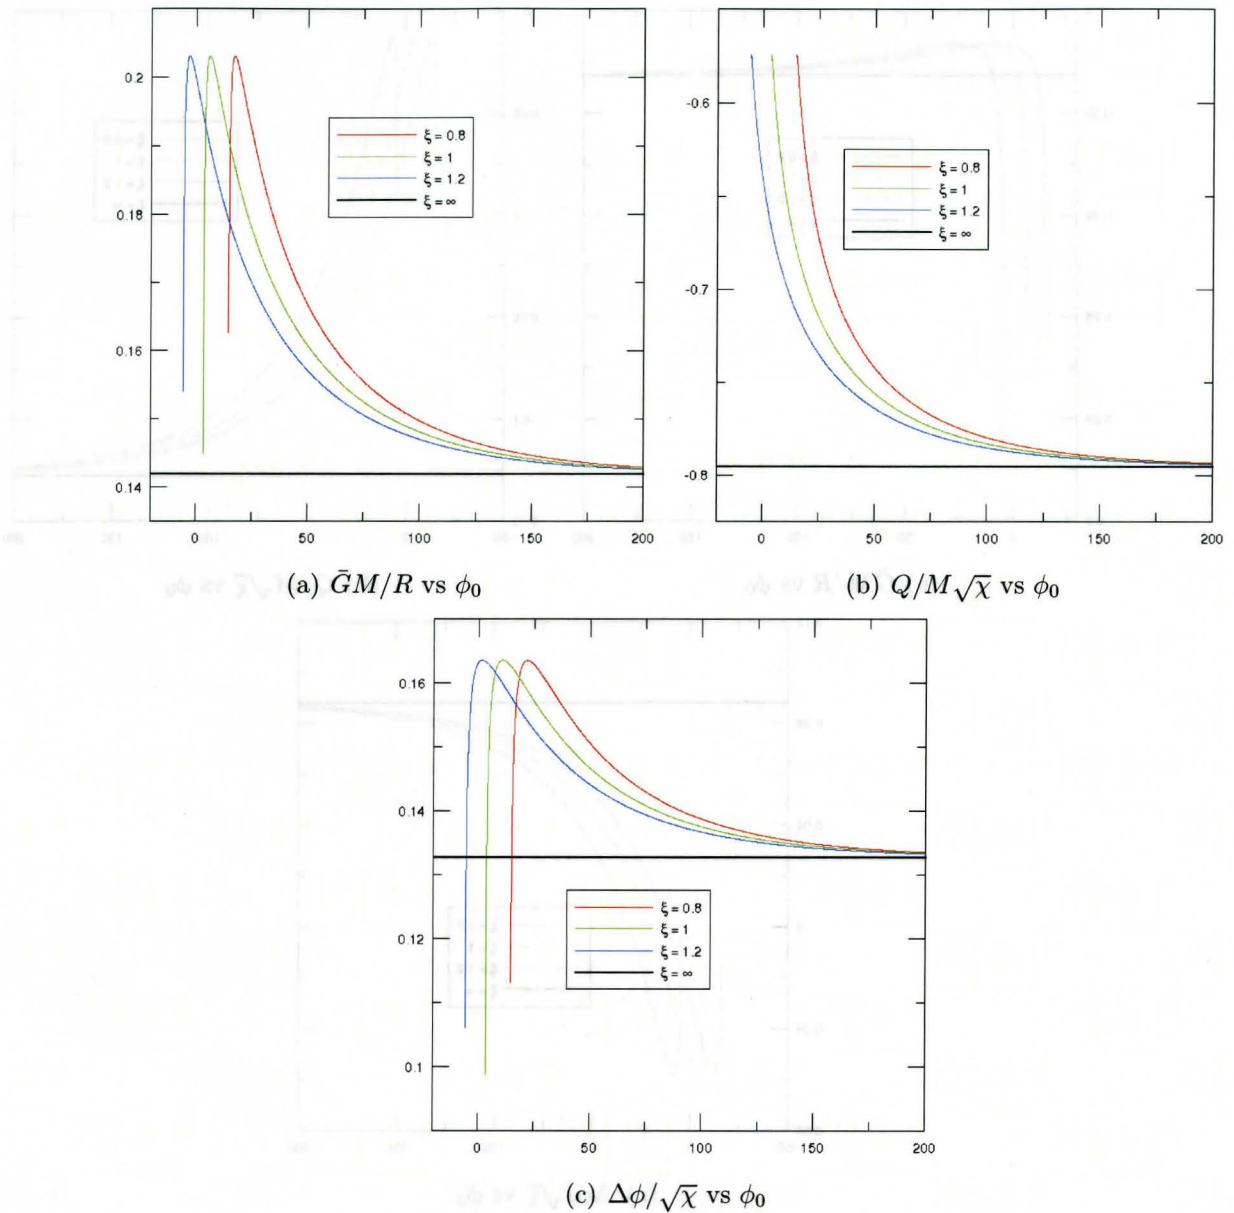 0.2
0.18
0.16
0.14
0
50
100
150
200
ξ = 0.8
ξ = 1
ξ = 1.2
ξ = ∞
(a) ḠM/R vs ϕ₀
-0.6
-0.7
-0.8
0
50
100
150
200
ξ = 0.8
ξ = 1
ξ = 1.2
ξ = ∞
(b) Q/M√χ vs ϕ₀
0.16
0.14
0.12
0.1
0
50
100
150
200
ξ = 0.8
ξ = 1
ξ = 1.2
ξ = ∞
(c) Δϕ/√χ vs ϕ₀